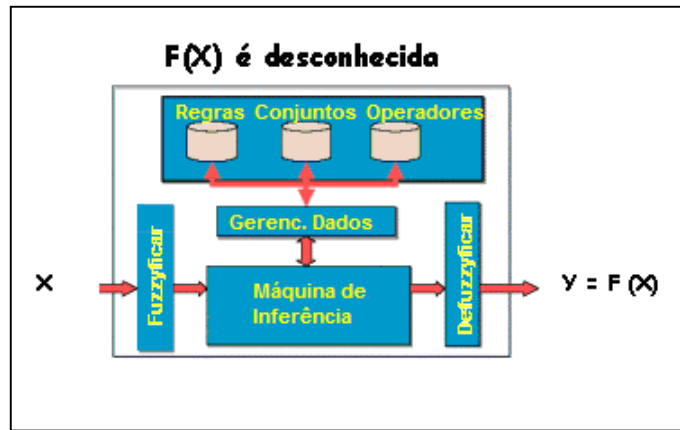 F(X) é desconhecida
Regras Conjuntos Operadores
Gerenc. Dados
X
Fuzzyficar
Máquina de
Inferência
Defuzzyficar
Y = F (X)